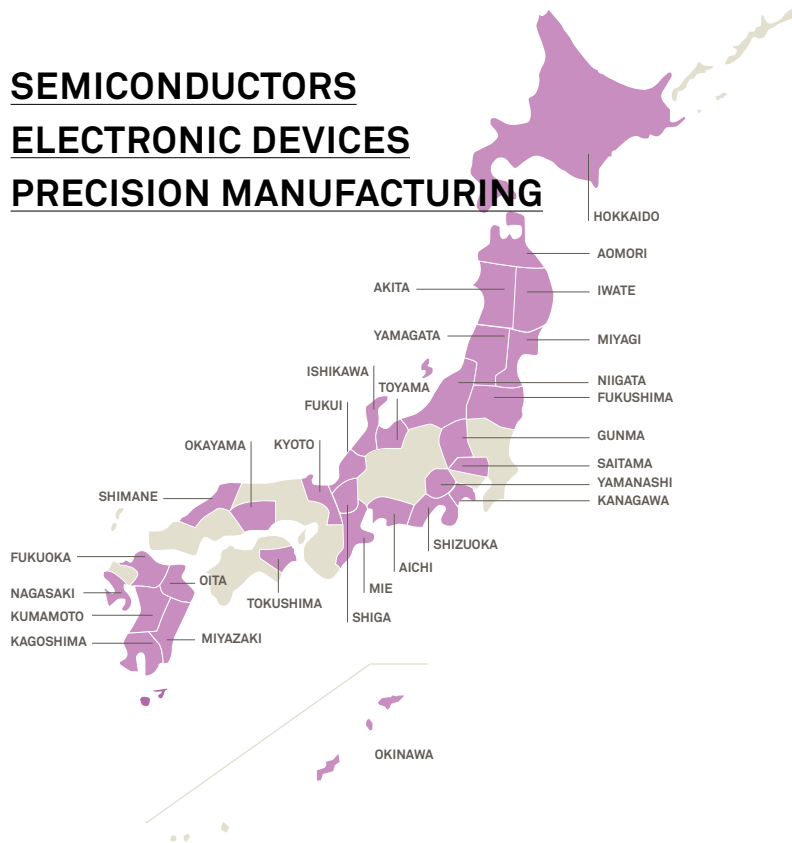 SEMICONDUCTORS
ELECTRONIC DEVICES
PRECISION MANUFACTURING
HOKKAIDO
AOMORI
AKITA
IWATE
YAMAGATA
MIYAGI
ISHIKAWA
TOYAMA
NIIGATA
FUKUSHIMA
FUKUI
GUNMA
OKAYAMA
KYOTO
SAITAMA
YAMANASHI
SHIMANE
KANAGAWA
SHIZUOKA
FUKUOKA
AICHI
OITA
MIE
NAGASAKI
TOKUSHIMA
KUMAMOTO
SHIGA
KAGOSHIMA
MIYAZAKI
OKINAWA